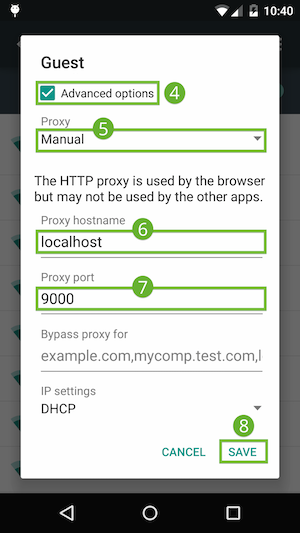 10:40
Guest
Advanced options 4
Proxy 5
Manual
The HTTP proxy is used by the browser
but may not be used by the other apps.
Proxy hostname 6
localhost
Proxy port 7
9000
Bypass proxy for
example.com,mycomp.test.com,l
IP settings
DHCP
8
CANCEL SAVE